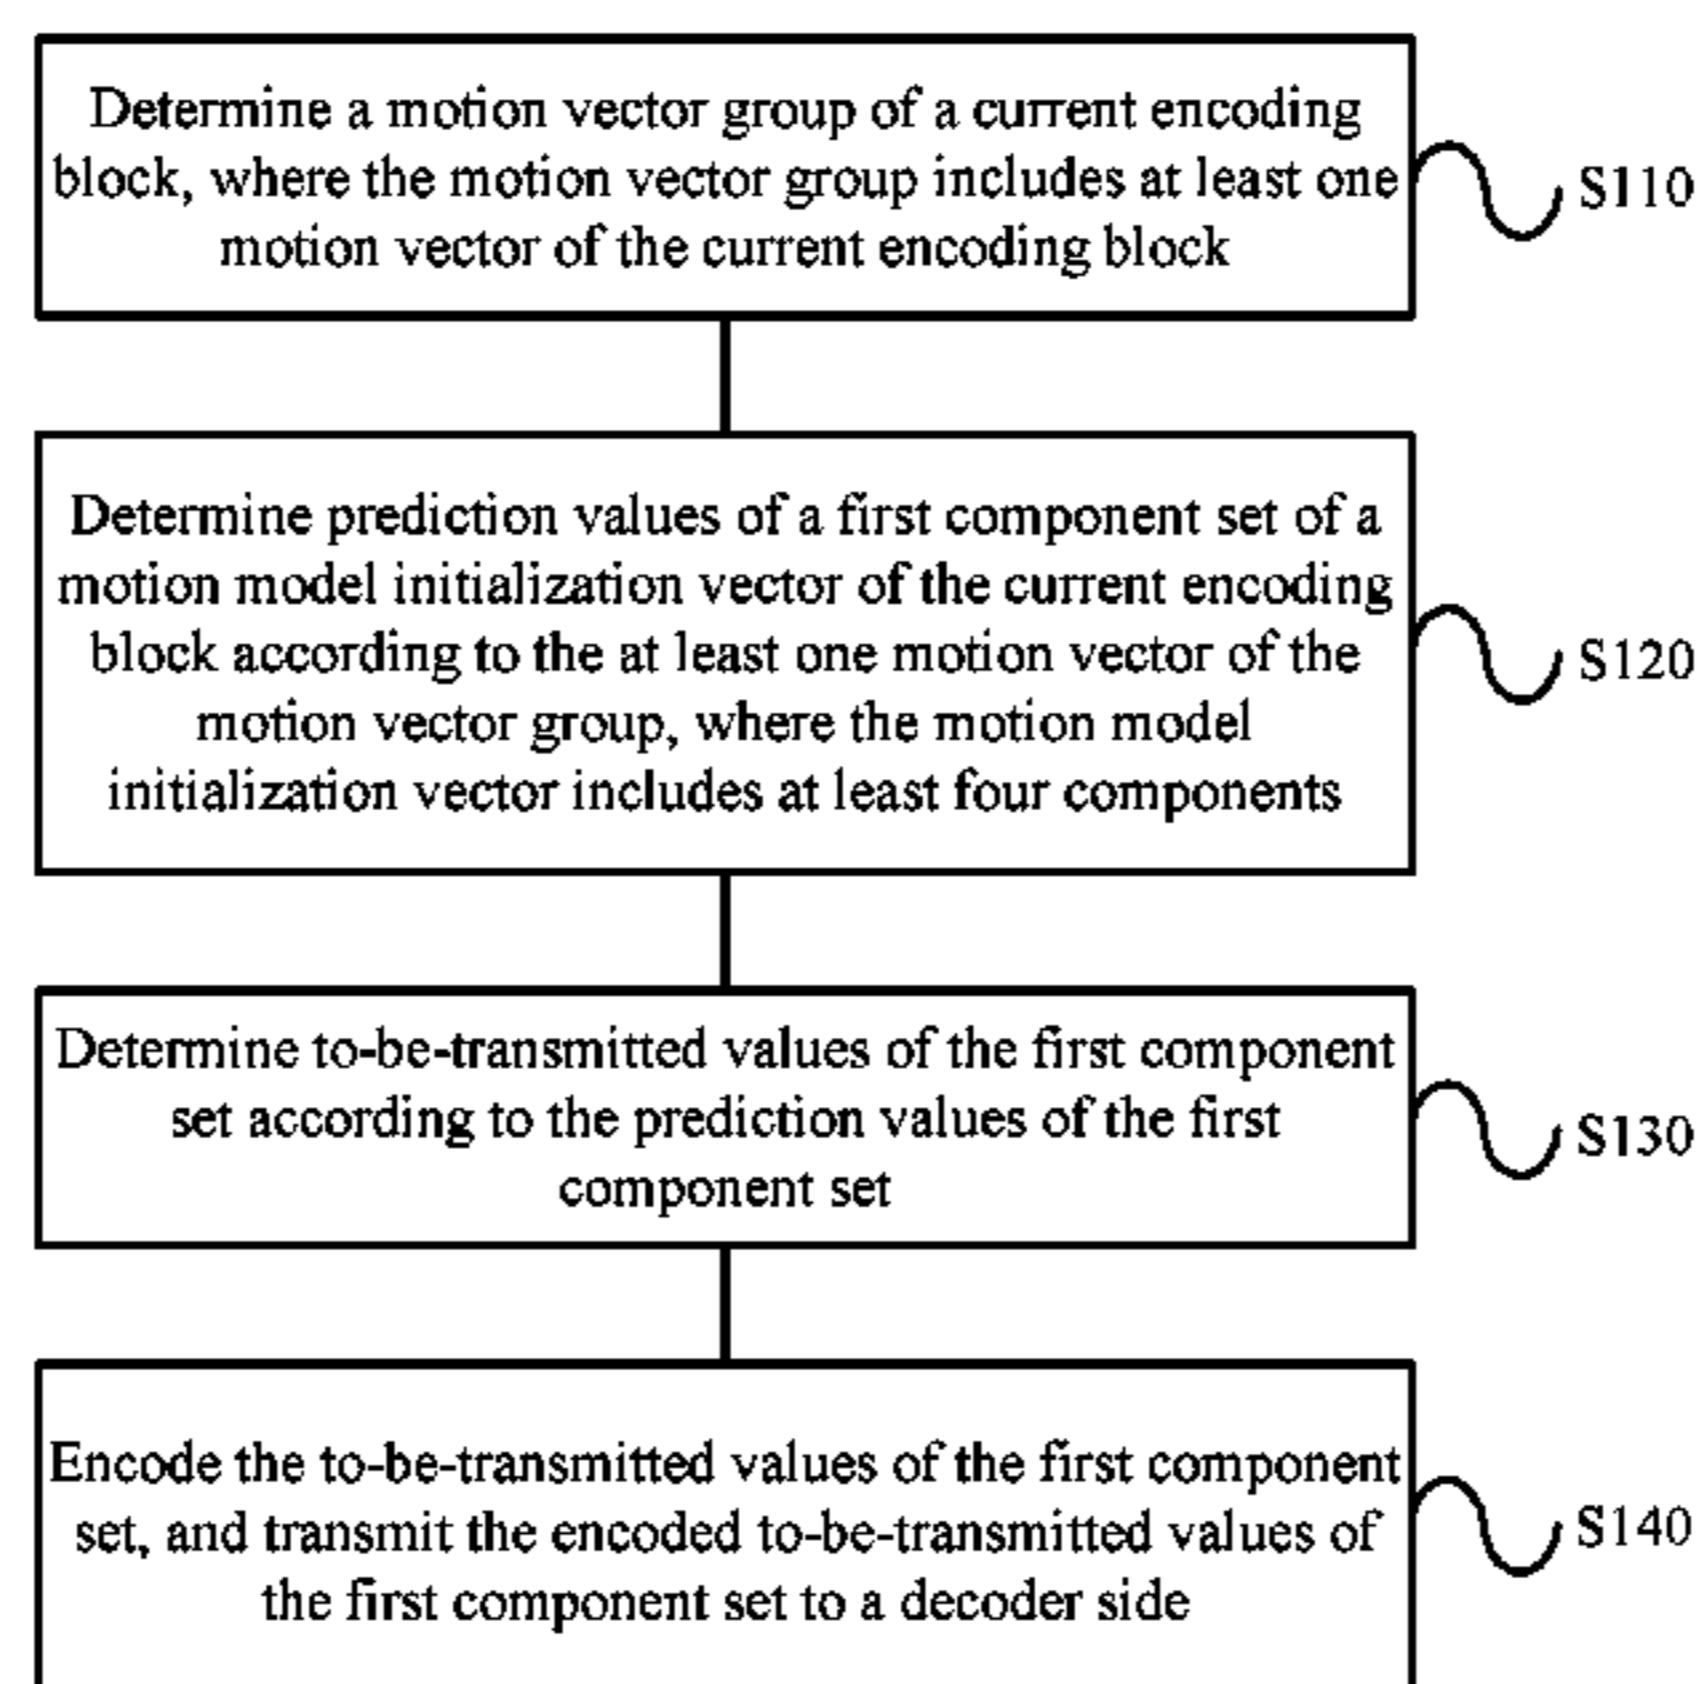 Determine a motion vector group of a current encoding
block, where the motion vector group includes at least one
motion vector of the current encoding block
S110
Determine prediction values of a first component set of a
motion model initialization vector of the current encoding
block according to the at least one motion vector of the
motion vector group, where the motion model
initialization vector includes at least four components
S120
Determine to-be-transmitted values of the first component
set according to the prediction values of the first
component set
S130
Encode the to-be-transmitted values of the first component
set, and transmit the encoded to-be-transmitted values of
the first component set to a decoder side
S140